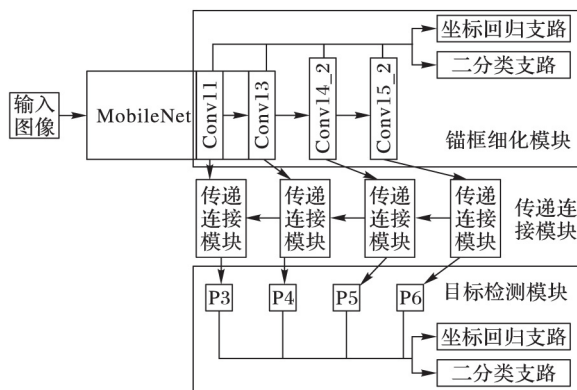 坐标回归支路
二分类支路
输入
图像
MobileNet
Conv11
Conv13
Conv14_2
Conv15_2
锚框细化模块
传递
连接
模块
传递
连接
模块
传递
连接
模块
传递
连接
模块
传递连
接模块
目标检测模块
P3
P4
P5
P6
坐标回归支路
二分类支路